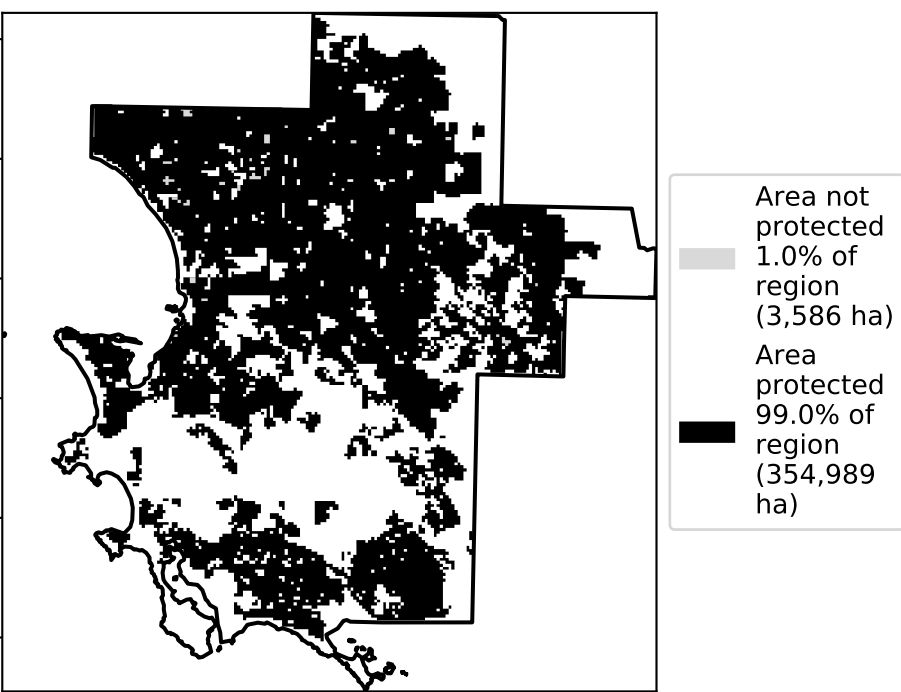 Area not
protected
1.0% of
region
(3,586 ha)
Area
protected
99.0% of
region
(354,989
ha)